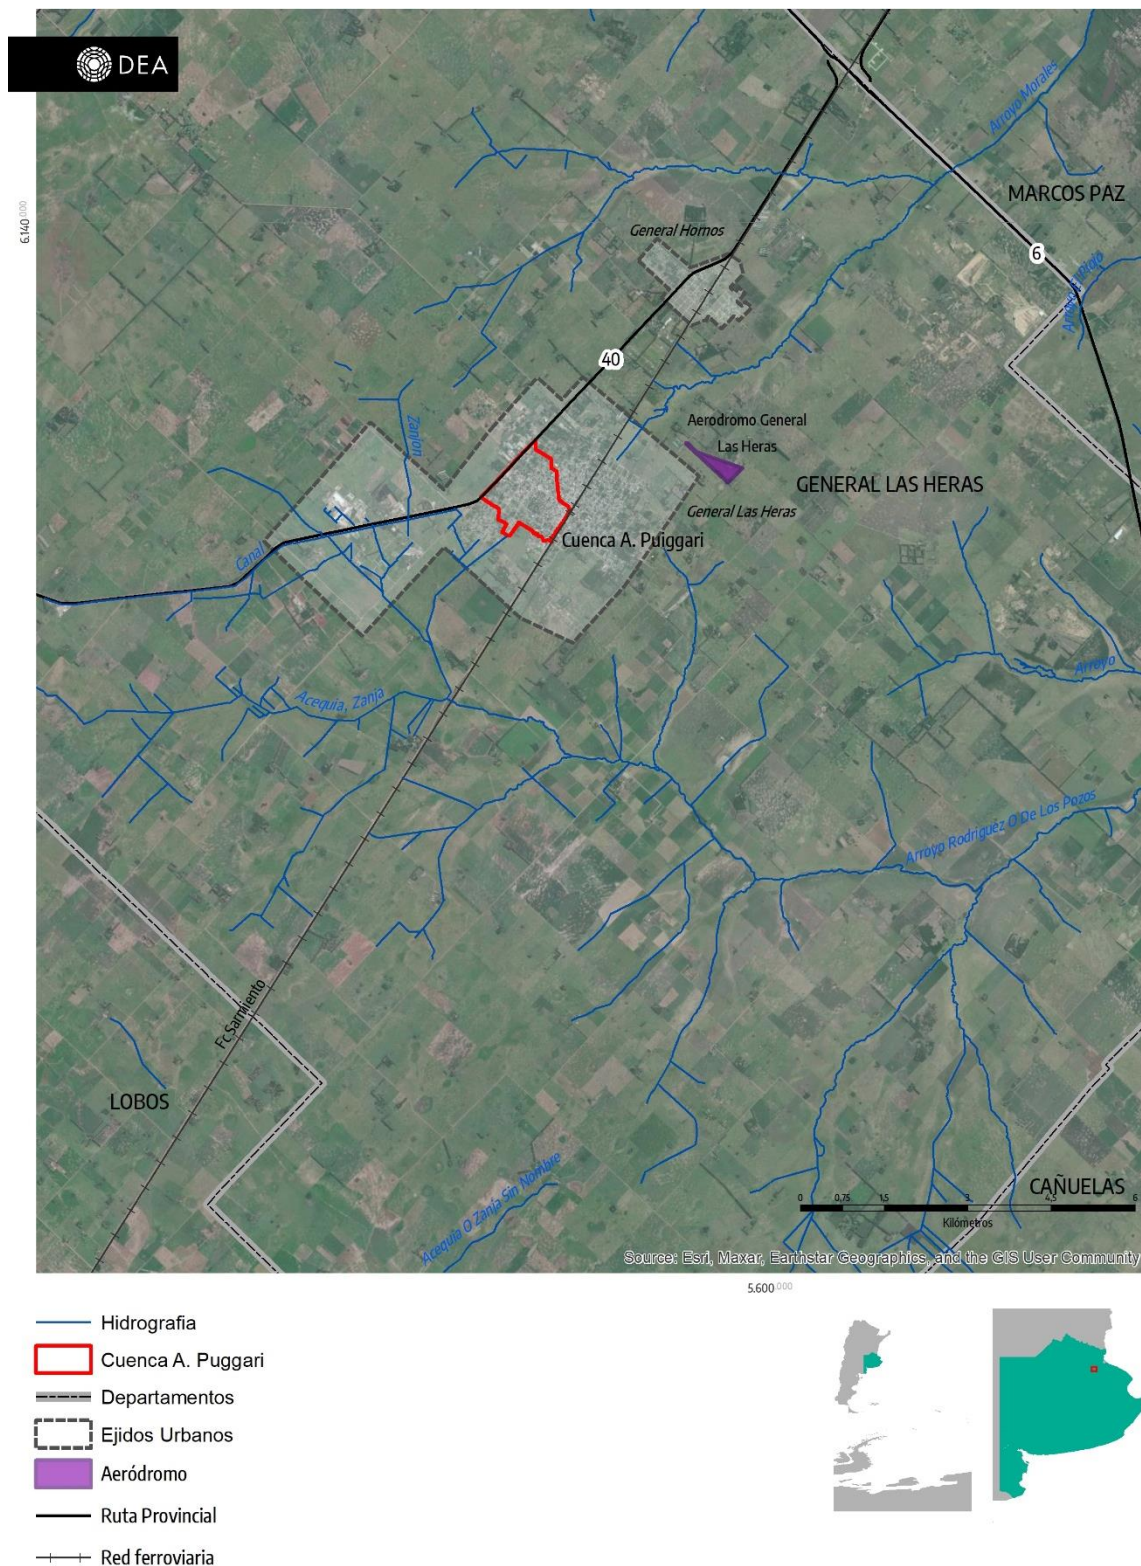 DEA
Arroyo Morales
MARCOS PAZ
6.140.000
General Hornos
6
40
Zanjon
Aerodromo General
Las Heras
GENERAL LAS HERAS
General Las Heras
Cuenca A. Puiggari
Canal
Arroyo
Acequia, Zanja
Arroyo Rodriguez O De Los Pozos
Fc.Sarmiento
LOBOS
Acequia O Zanja Sin Nombre
CAÑUELAS
0 0,75 1,5 3 4,5 6
Kilómetros
Source: Esri, Maxar, Earthstar Geographics, and the GIS User Community
5.600.000
Hidrografia
Cuenca A. Puggari
Departamentos
Ejidos Urbanos
Aeródromo
Ruta Provincial
Red ferroviaria